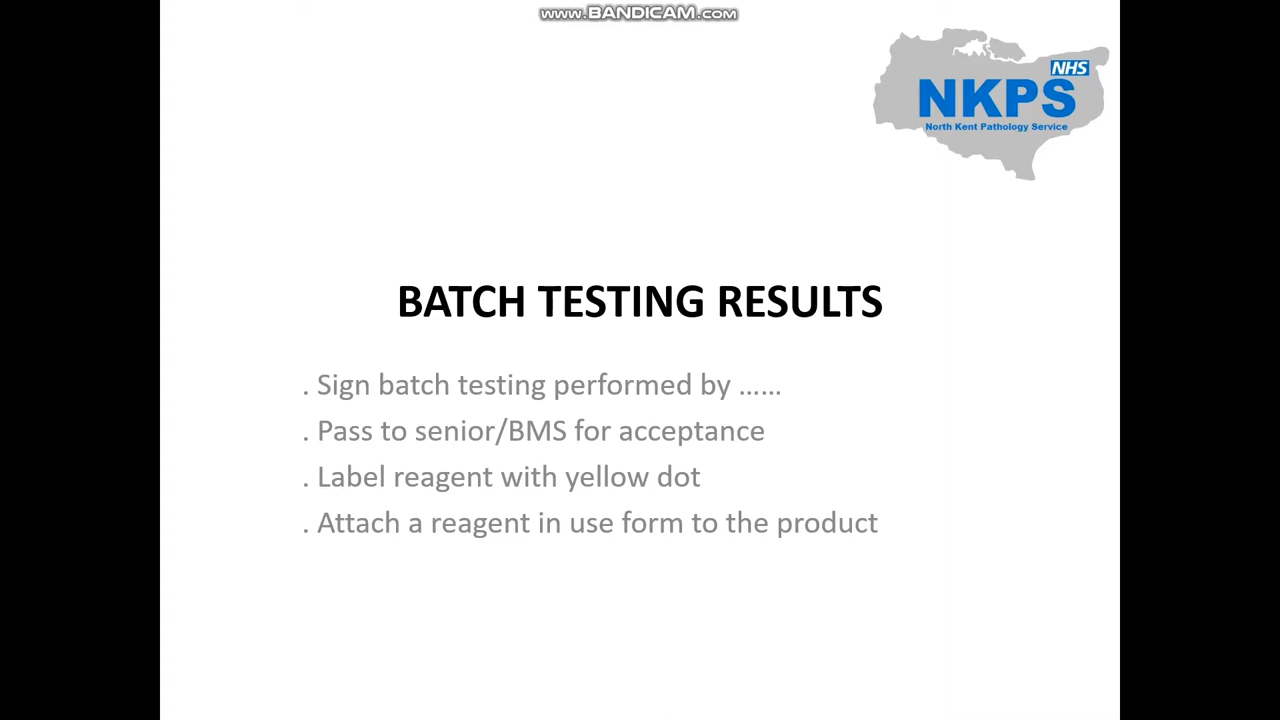 www.BANDICAM.com
NHS
NKPS
North Kent Pathology Service
BATCH TESTING RESULTS
. Sign batch testing performed by ......
. Pass to senior/BMS for acceptance
. Label reagent with yellow dot
. Attach a reagent in use form to the product